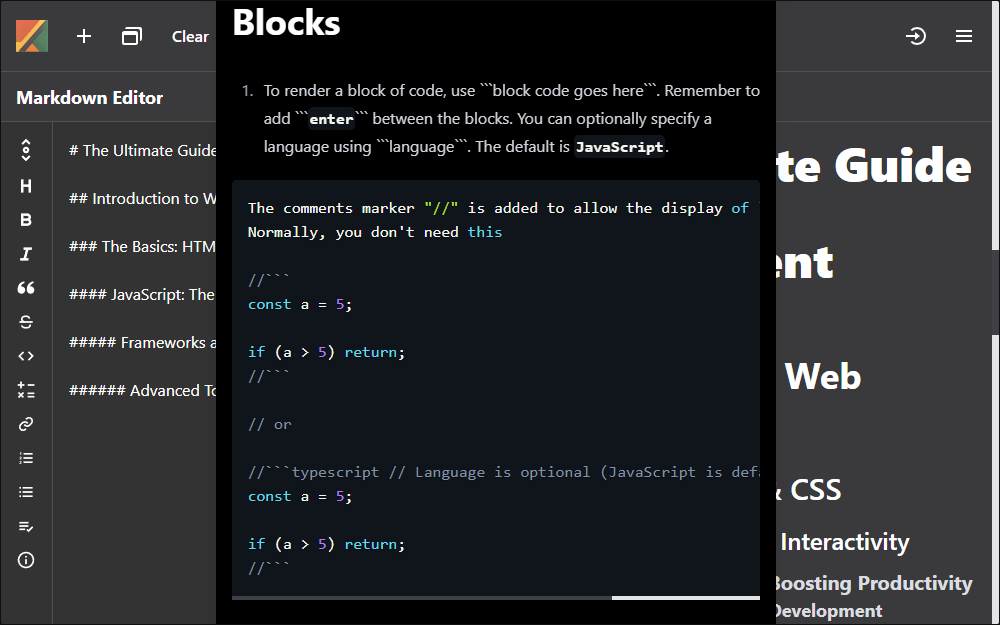 Clear
Markdown Editor
# The Ultimate Guide
## Introduction to W
### The Basics: HTM
#### JavaScript: The
##### Frameworks a
###### Advanced To
Blocks
1. To render a block of code, use ```block code goes here```. Remember to
add ```enter``` between the blocks. You can optionally specify a
language using ```language```. The default is JavaScript.
The comments marker "//" is added to allow the display of `
Normally, you don't need this
//```
const a = 5;
if (a > 5) return;
//```
// or
//```typescript // Language is optional (JavaScript is defa
const a = 5;
if (a > 5) return;
//```
te Guide
ent
Web
& CSS
Interactivity
Boosting Productivity
Development